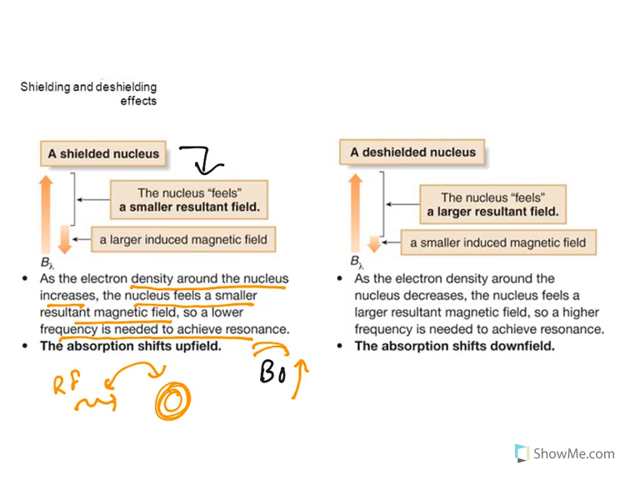 Shielding and deshielding
effects
A shielded nucleus
The nucleus “feels”
a smaller resultant field.
a larger induced magnetic field
Bλ
• As the electron density around the nucleus
increases, the nucleus feels a smaller
resultant magnetic field, so a lower
frequency is needed to achieve resonance.
• The absorption shifts upfield.
RF
B0
A deshielded nucleus
The nucleus “feels”
a larger resultant field.
a smaller induced magnetic field
Bλ
• As the electron density around the
nucleus decreases, the nucleus feels a
larger resultant magnetic field, so a higher
frequency is needed to achieve resonance.
• The absorption shifts downfield.
ShowMe.com